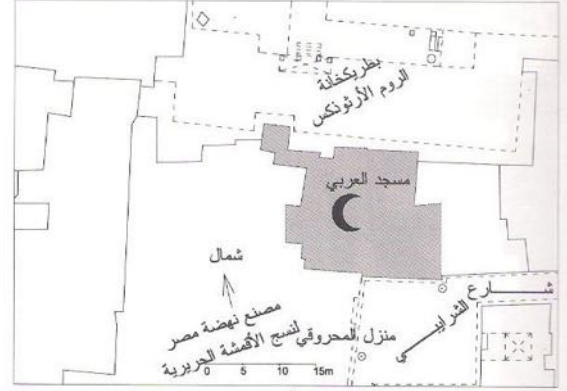 بطريكخانة
الروم الأرثوذكس
مسجد العربي
شمال
شارع الشرايبي
مصنع نهضة مصر
لنسج الأقمشة الحريرية
منزل المحروقي
0 5 10 15m